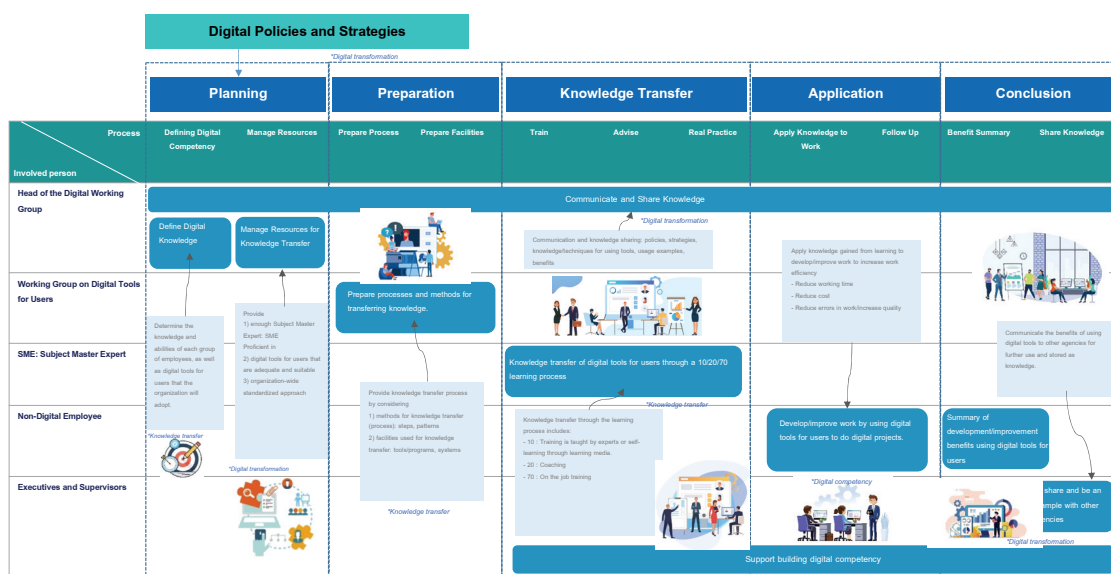 Digital Policies and Strategies
*Digital transformation
Planning
Preparation
Knowledge Transfer
Application
Conclusion
Process
Involved person
Defining Digital
Competency
Manage Resources
Prepare Process
Prepare Facilities
Train
Advise
Real Practice
Apply Knowledge to
Work
Follow Up
Benefit Summary
Share Knowledge
Head of the Digital Working
Group
Communicate and Share Knowledge
*Digital transformation
Define Digital
Knowledge
Manage Resources for
Knowledge Transfer
Communication and knowledge sharing: policies, strategies,
knowledge/techniques for using tools, usage examples,
benefits
Apply knowledge gained from learning to
develop/improve work to increase work
efficiency
- Reduce working time
- Reduce cost
- Reduce errors in work/increase quality
Working Group on Digital Tools
for Users
Prepare processes and methods for
transferring knowledge.
Determine the
knowledge and
abilities of each group
of employees, as well
as digital tools for
users that the
organization will
adopt.
*Knowledge transfer
Provide
1) enough Subject Master
Expert: SME
Proficient in
2) digital tools for users that
are adequate and suitable
3) organization-wide
standardized approach
*Digital transformation
Communicate the benefits of using
digital tools to other agencies for
further use and stored as
knowledge.
SME: Subject Master Expert
Knowledge transfer of digital tools for users through a 10/20/70
learning process
*Knowledge transfer
Provide knowledge transfer process
by considering
1) methods for knowledge transfer
(process): steps, patterns
2) facilities used for knowledge
transfer: tools/programs, systems
*Knowledge transfer
Non-Digital Employee
Knowledge transfer through the learning
process includes:
- 10 : Training is taught by experts or self-
learning through learning media.
- 20 : Coaching
- 70 : On the job training
Develop/improve work by using digital
tools for users to do digital projects.
*Digital competency
Summary of
development/improvement
benefits using digital tools for
users
Executives and Supervisors
share and be an
ample with other
encies
*Digital transformation
Support building digital competency